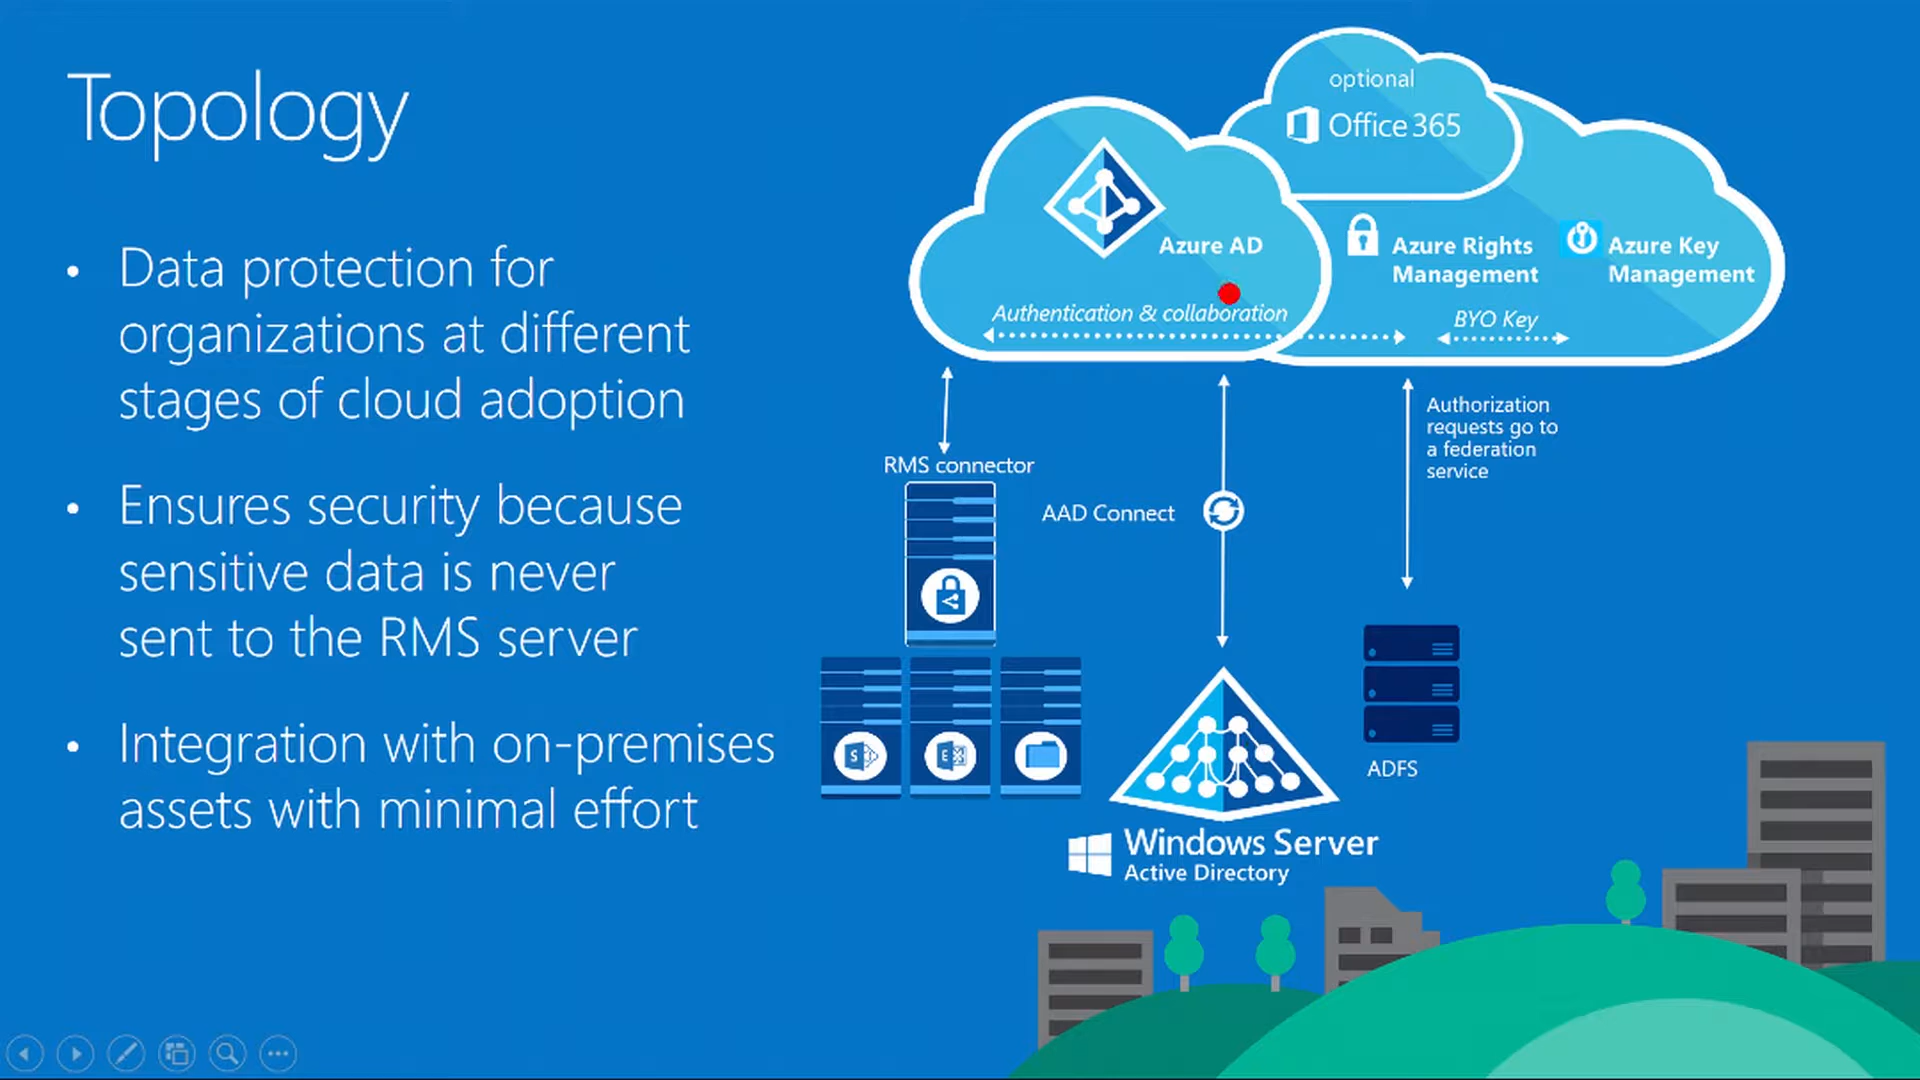 Topology
• Data protection for
organizations at different
stages of cloud adoption
• Ensures security because
sensitive data is never
sent to the RMS server
• Integration with on-premises
assets with minimal effort
optional
Office 365
Azure AD
Azure Rights
Management
Azure Key
Management
Authentication & collaboration
BYO Key
Authorization
requests go to
a federation
service
RMS connector
AAD Connect
S
E
ADFS
Windows Server
Active Directory